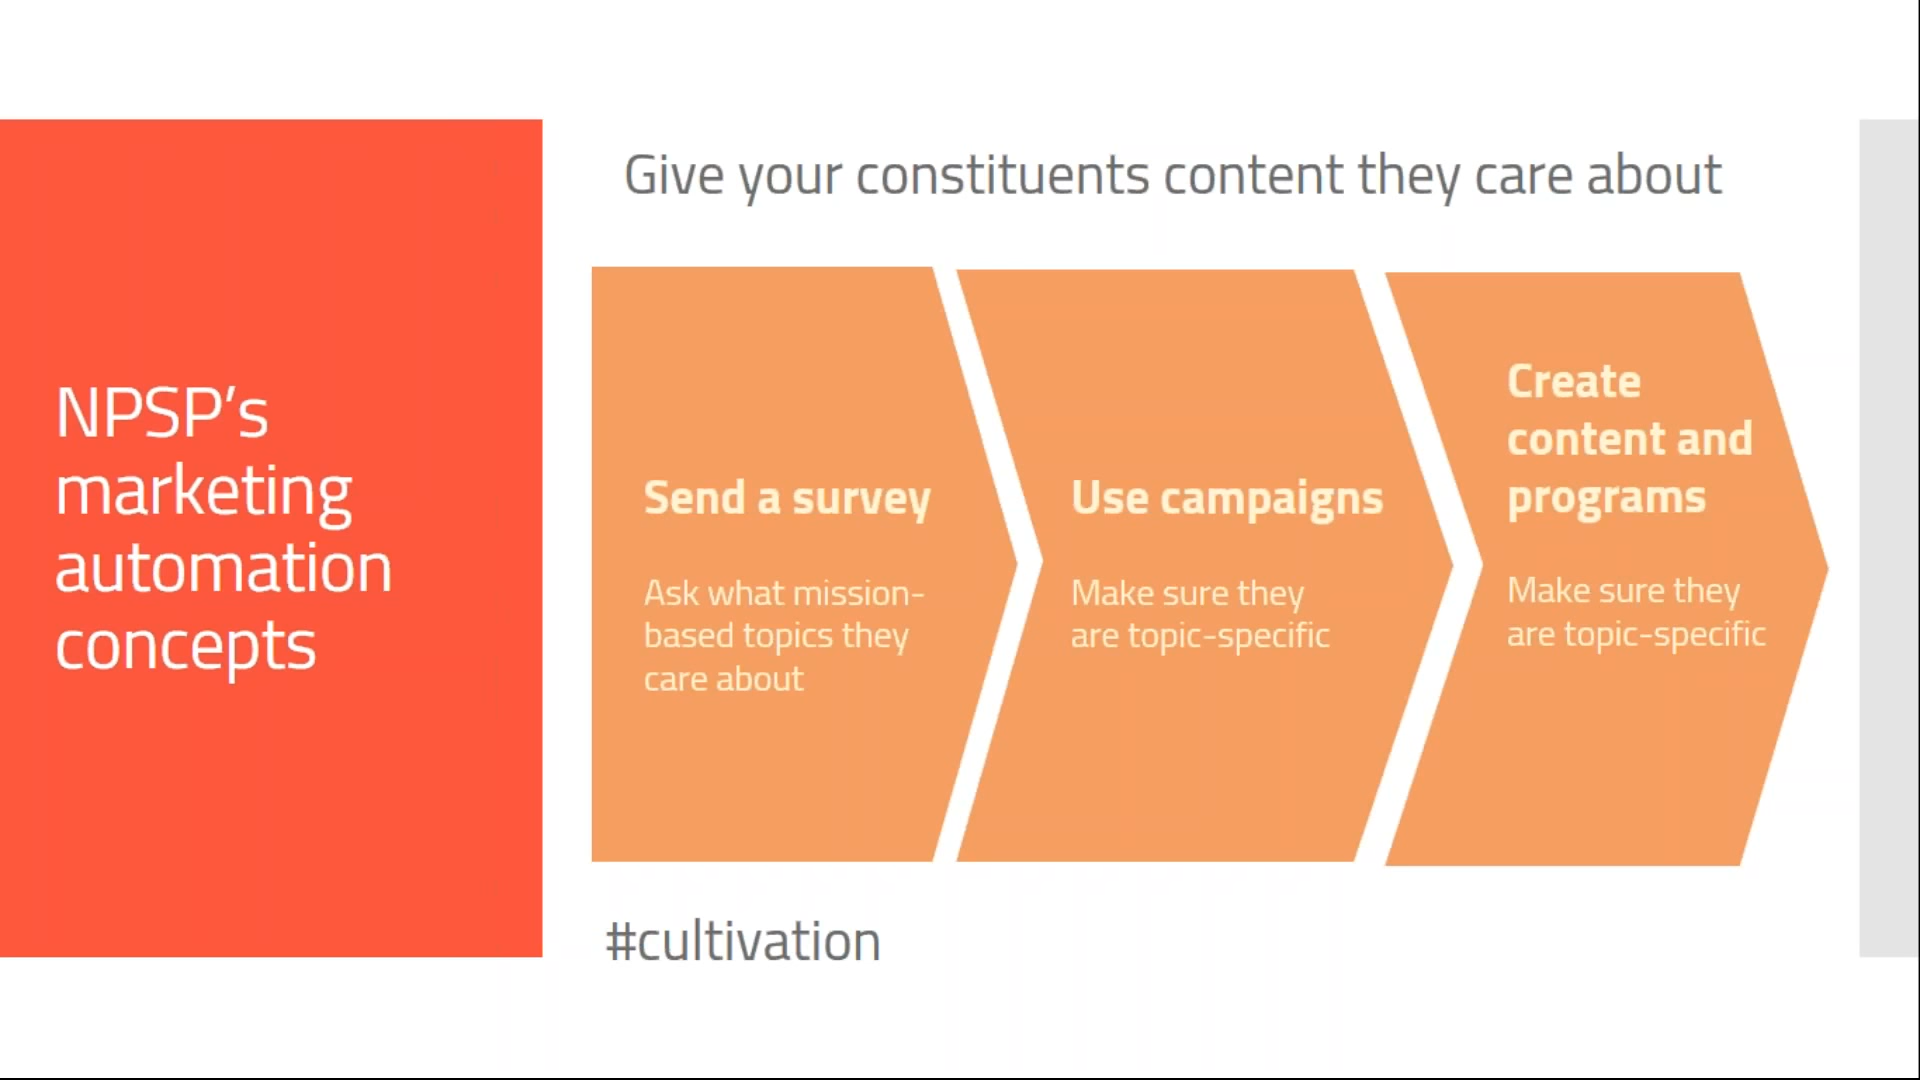 NPSP’s
marketing
automation
concepts
Give your constituents content they care about
Send a survey
Ask what mission-
based topics they
care about
Use campaigns
Make sure they
are topic-specific
Create
content and
programs
Make sure they
are topic-specific
#cultivation